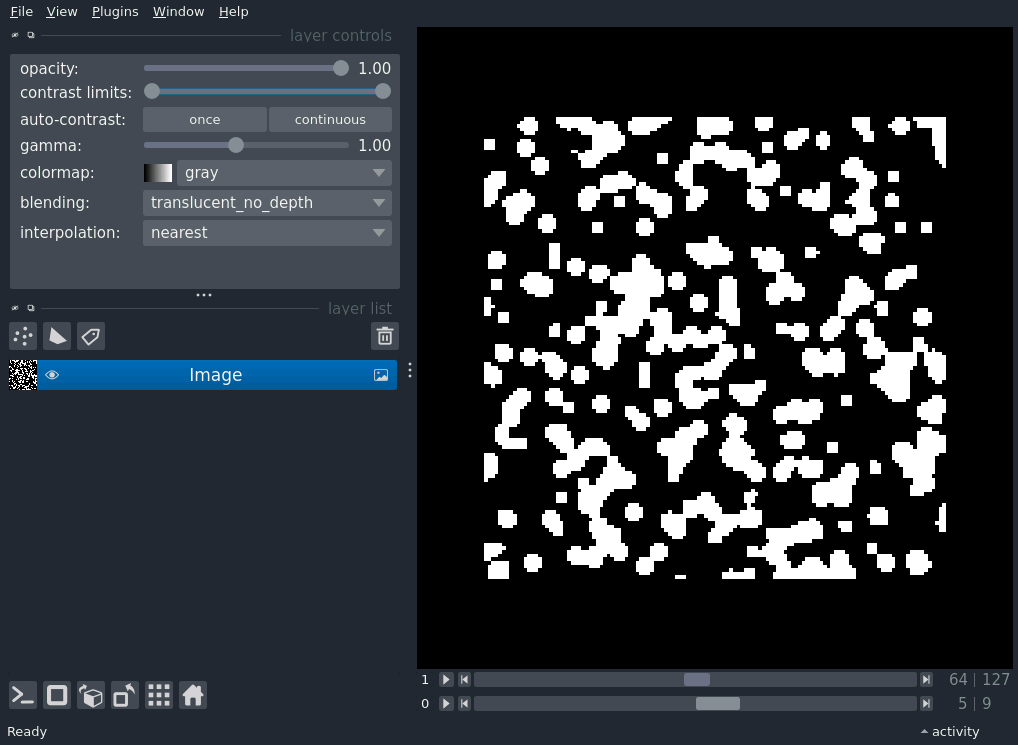 File View Plugins Window Help
layer controls
opacity: 1.00
contrast limits:
auto-contrast: once continuous
gamma: 1.00
colormap: gray
blending: translucent_no_depth
interpolation: nearest
layer list
Image
1 64 | 127
0 5 | 9
Ready activity